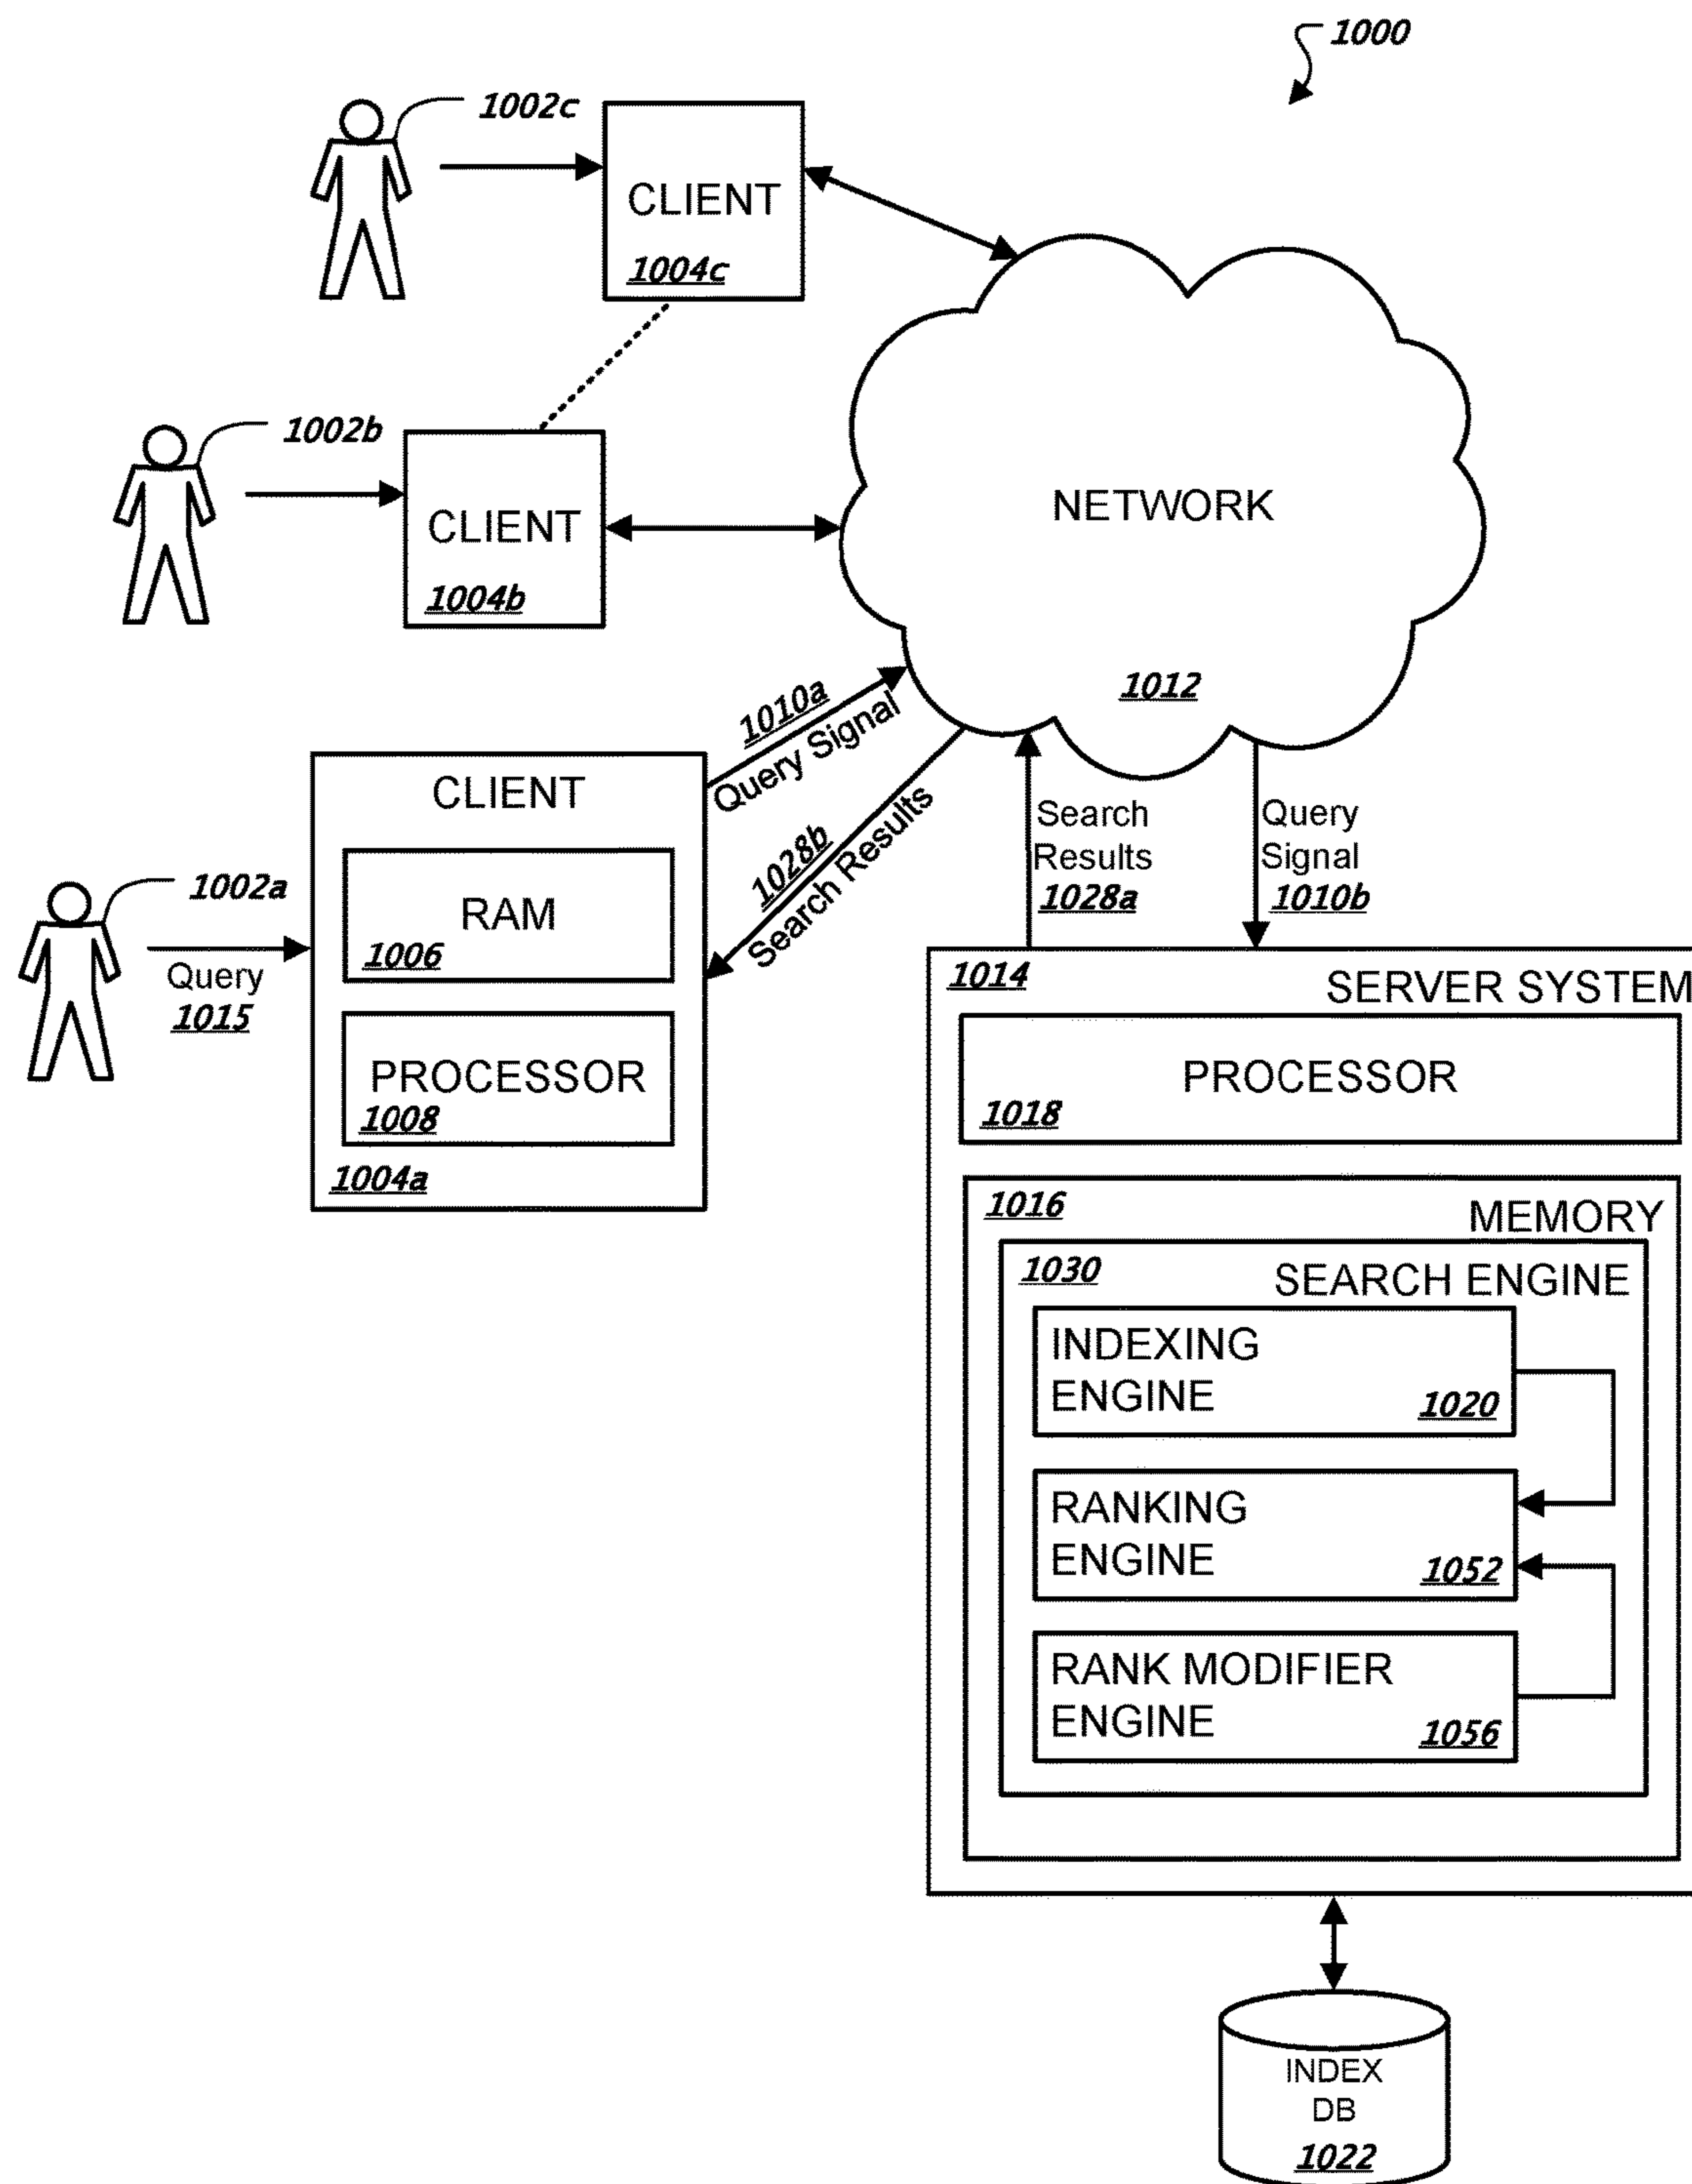 1000
1002c
CLIENT
1004c
1002b
CLIENT
1004b
NETWORK
1012
1010a
Query Signal
1028b
Search Results
Search
Results
1028a
Query
Signal
1010b
CLIENT
RAM
1006
PROCESSOR
1008
1004a
1002a
Query
1015
1014
SERVER SYSTEM
PROCESSOR
1018
1016
MEMORY
1030
SEARCH ENGINE
INDEXING
ENGINE
1020
RANKING
ENGINE
1052
RANK MODIFIER
ENGINE
1056
INDEX
DB
1022